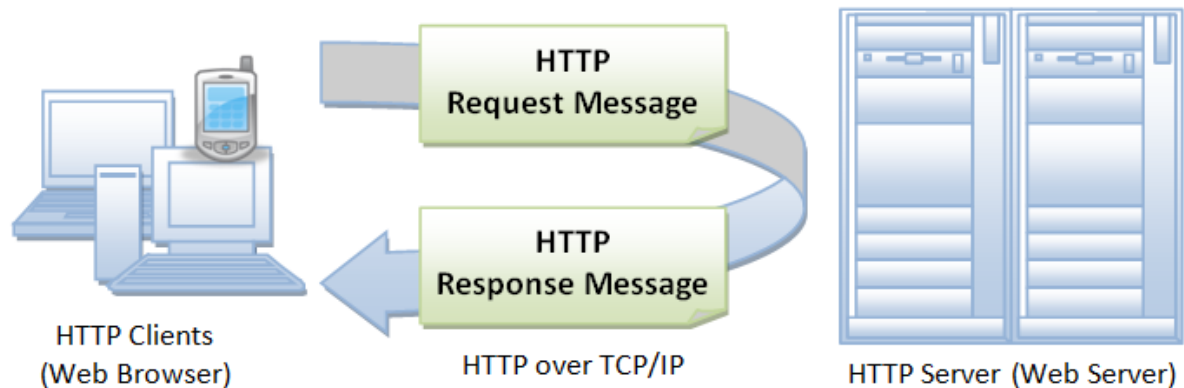 HTTP
Request Message
HTTP
Response Message
HTTP Clients
(Web Browser)
HTTP over TCP/IP
HTTP Server (Web Server)